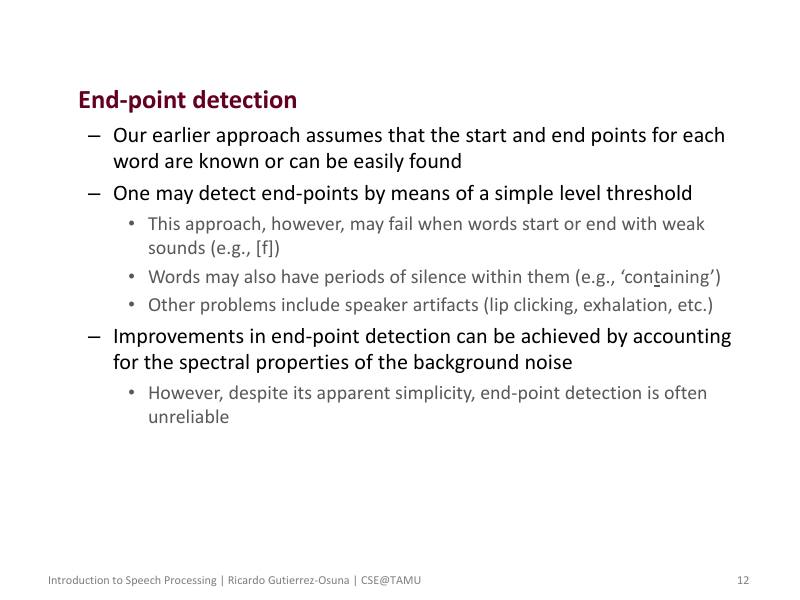 End-point detection
– Our earlier approach assumes that the start and end points for each
word are known or can be easily found
– One may detect end-points by means of a simple level threshold
• This approach, however, may fail when words start or end with weak
sounds (e.g., [f])
• Words may also have periods of silence within them (e.g., ‘containing’)
• Other problems include speaker artifacts (lip clicking, exhalation, etc.)
– Improvements in end-point detection can be achieved by accounting
for the spectral properties of the background noise
• However, despite its apparent simplicity, end-point detection is often
unreliable
Introduction to Speech Processing | Ricardo Gutierrez-Osuna | CSE@TAMU 12